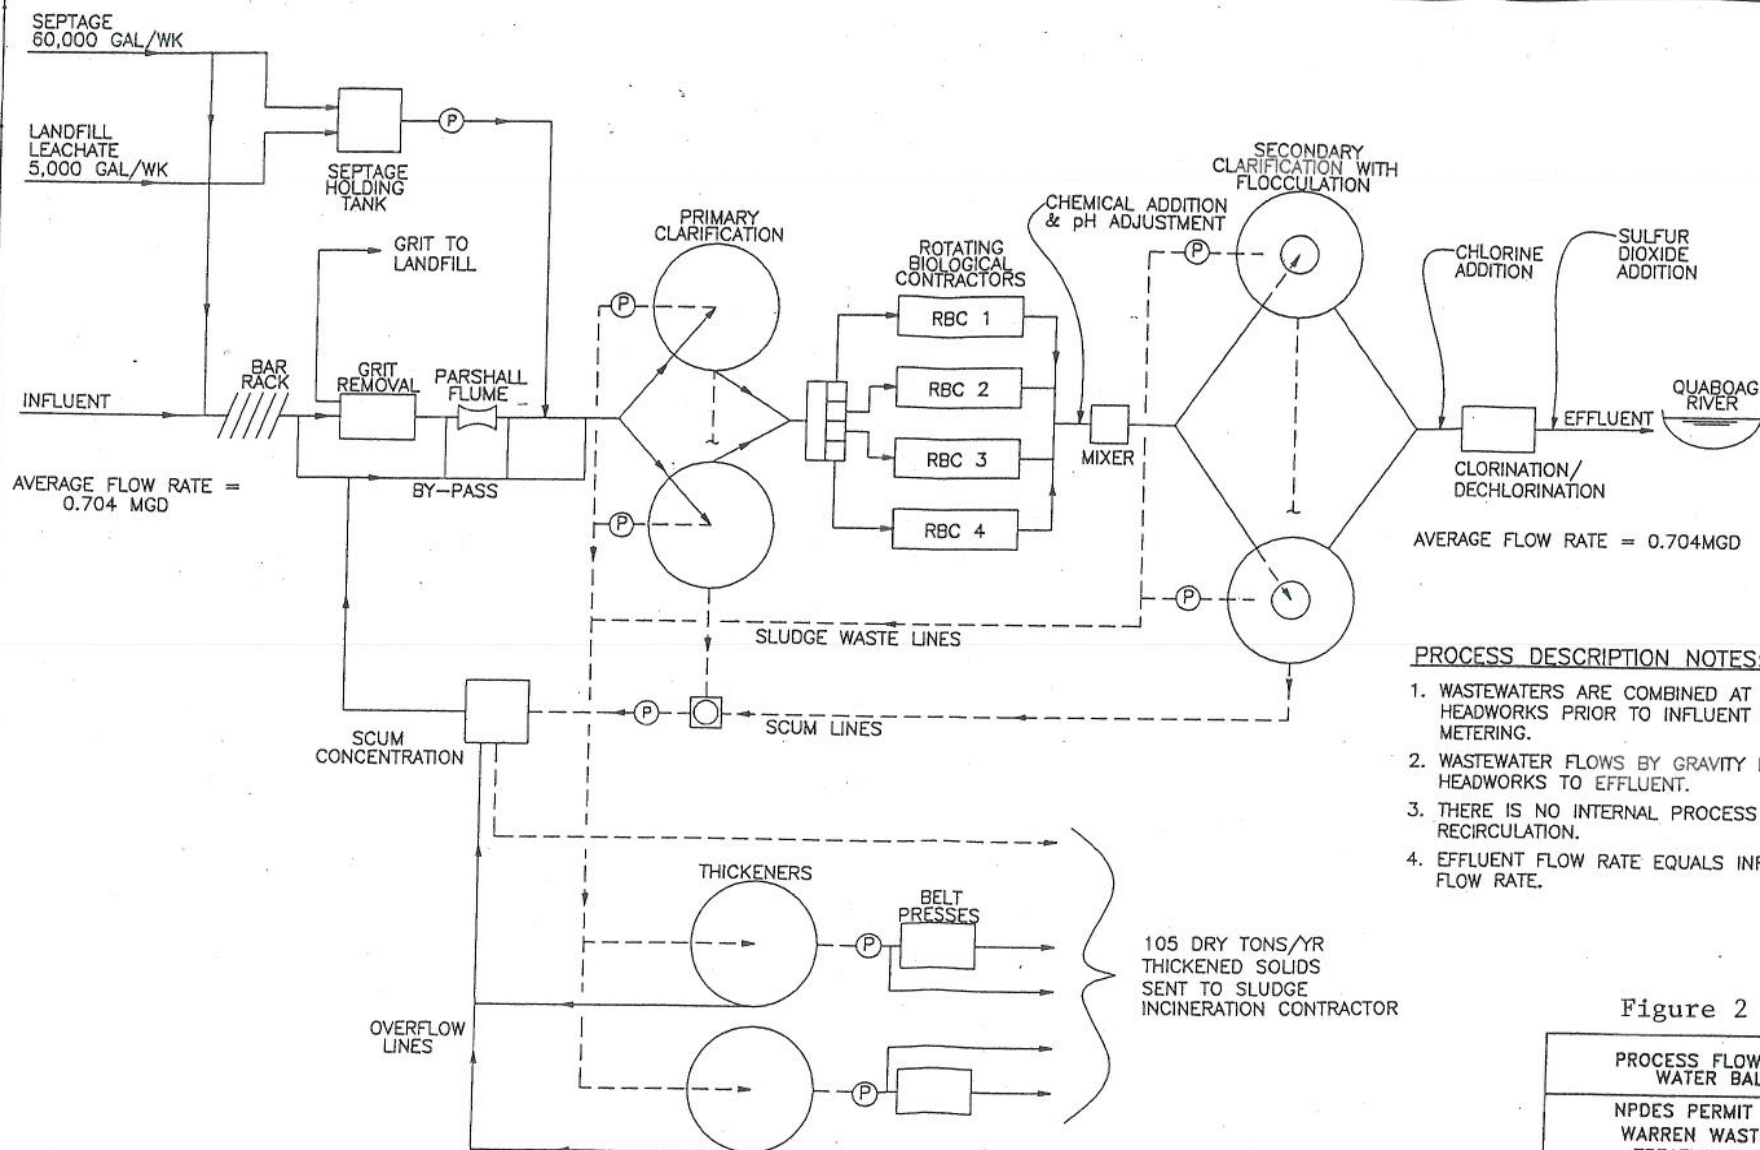 SEPTAGE
60,000 GAL/WK
LANDFILL
LEACHATE
5,000 GAL/WK
P
SEPTAGE
HOLDING
TANK
GRIT TO
LANDFILL
INFLUENT
BAR
RACK
GRIT
REMOVAL
PARSHALL
FLUME
AVERAGE FLOW RATE =
0.704 MGD
BY-PASS
PRIMARY
CLARIFICATION
P
P
ROTATING
BIOLOGICAL
CONTRACTORS
RBC 1
RBC 2
RBC 3
RBC 4
CHEMICAL ADDITION
& pH ADJUSTMENT
MIXER
SECONDARY
CLARIFICATION WITH
FLOCCULATION
P
P
CHLORINE
ADDITION
SULFUR
DIOXIDE
ADDITION
CLORINATION/
DECHLORINATION
EFFLUENT
QUABOAG
RIVER
AVERAGE FLOW RATE = 0.704MGD
SLUDGE WASTE LINES
P
SCUM LINES
SCUM
CONCENTRATION
THICKENERS
P
BELT
PRESSES
P
OVERFLOW
LINES
105 DRY TONS/YR
THICKENED SOLIDS
SENT TO SLUDGE
INCINERATION CONTRACTOR
PROCESS DESCRIPTION NOTES:
1. WASTEWATERS ARE COMBINED AT
HEADWORKS PRIOR TO INFLUENT
METERING.
2. WASTEWATER FLOWS BY GRAVITY
HEADWORKS TO EFFLUENT.
3. THERE IS NO INTERNAL PROCESS
RECIRCULATION.
4. EFFLUENT FLOW RATE EQUALS
FLOW RATE.
Figure 2
PROCESS FLOW
WATER
NPDES PERMIT
WARREN